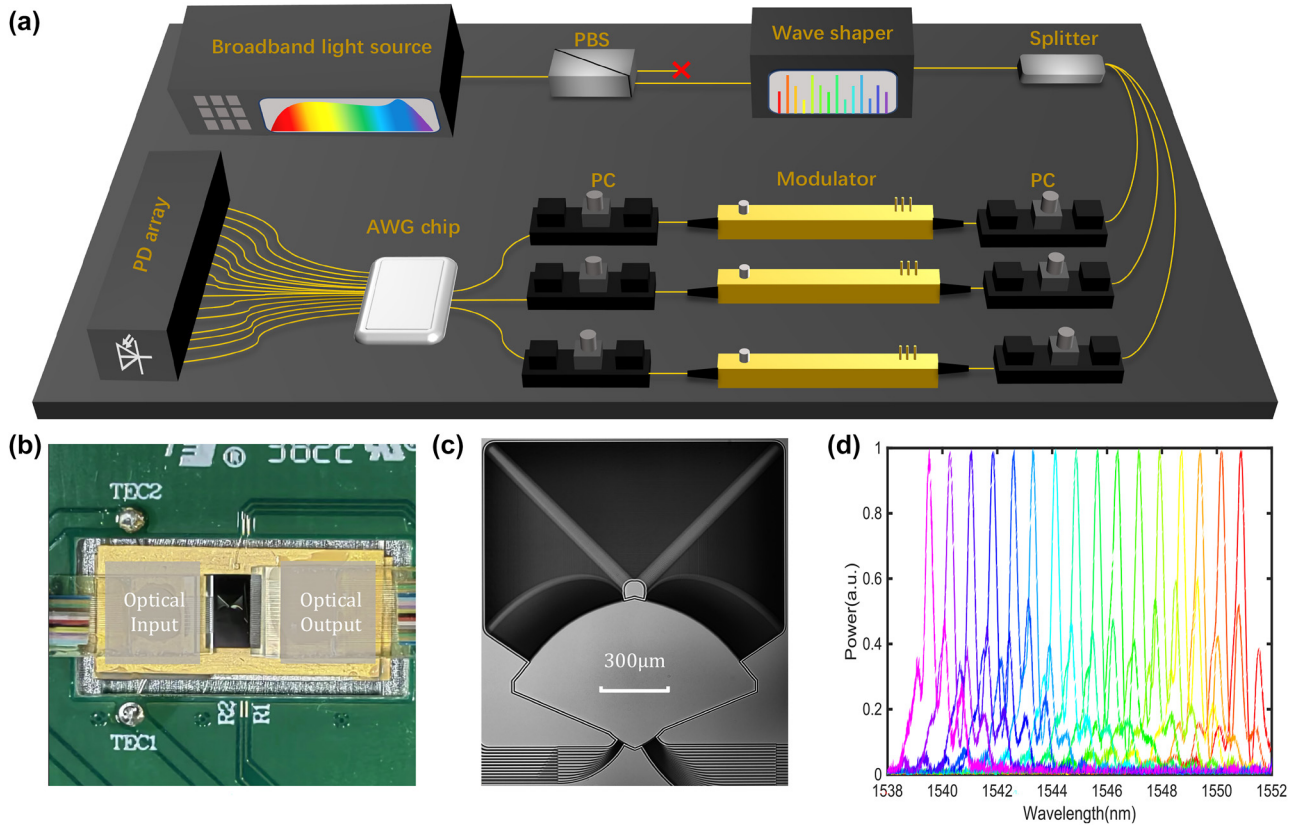 (a)
Broadband light source
PBS
Wave shaper
Splitter
PD array
AWG chip
PC
Modulator
PC
(b)
TEC2
Optical
Input
Optical
Output
R2
R1
TEC1
(c)
300μm
(d)
Power(a.u.)
1
0.8
0.6
0.4
0.2
0
1538
1540
1542
1544
1546
1548
1550
1552
Wavelength(nm)